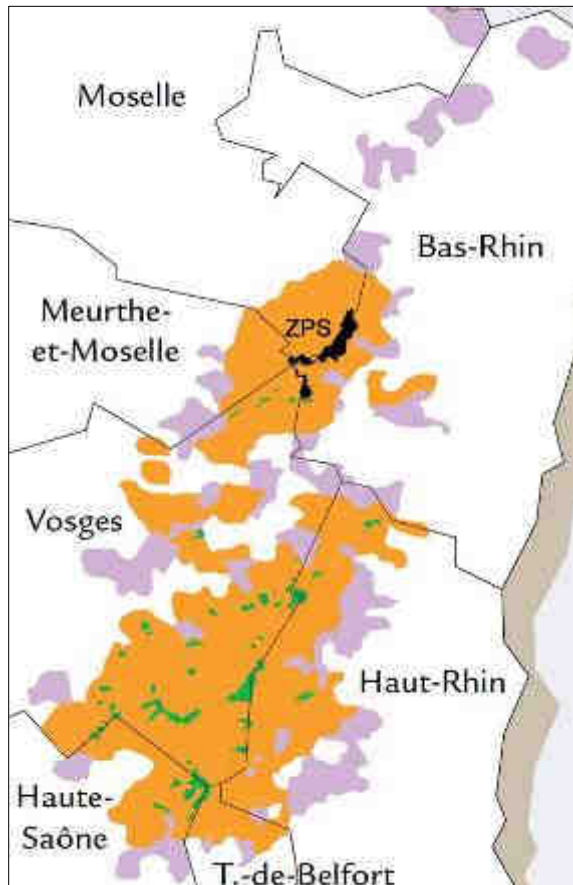 Moselle
Bas-Rhin
Meurthe-
et-Moselle
ZPS
Vosges
Haut-Rhin
Haute-
Saône
T.-de-Belfort